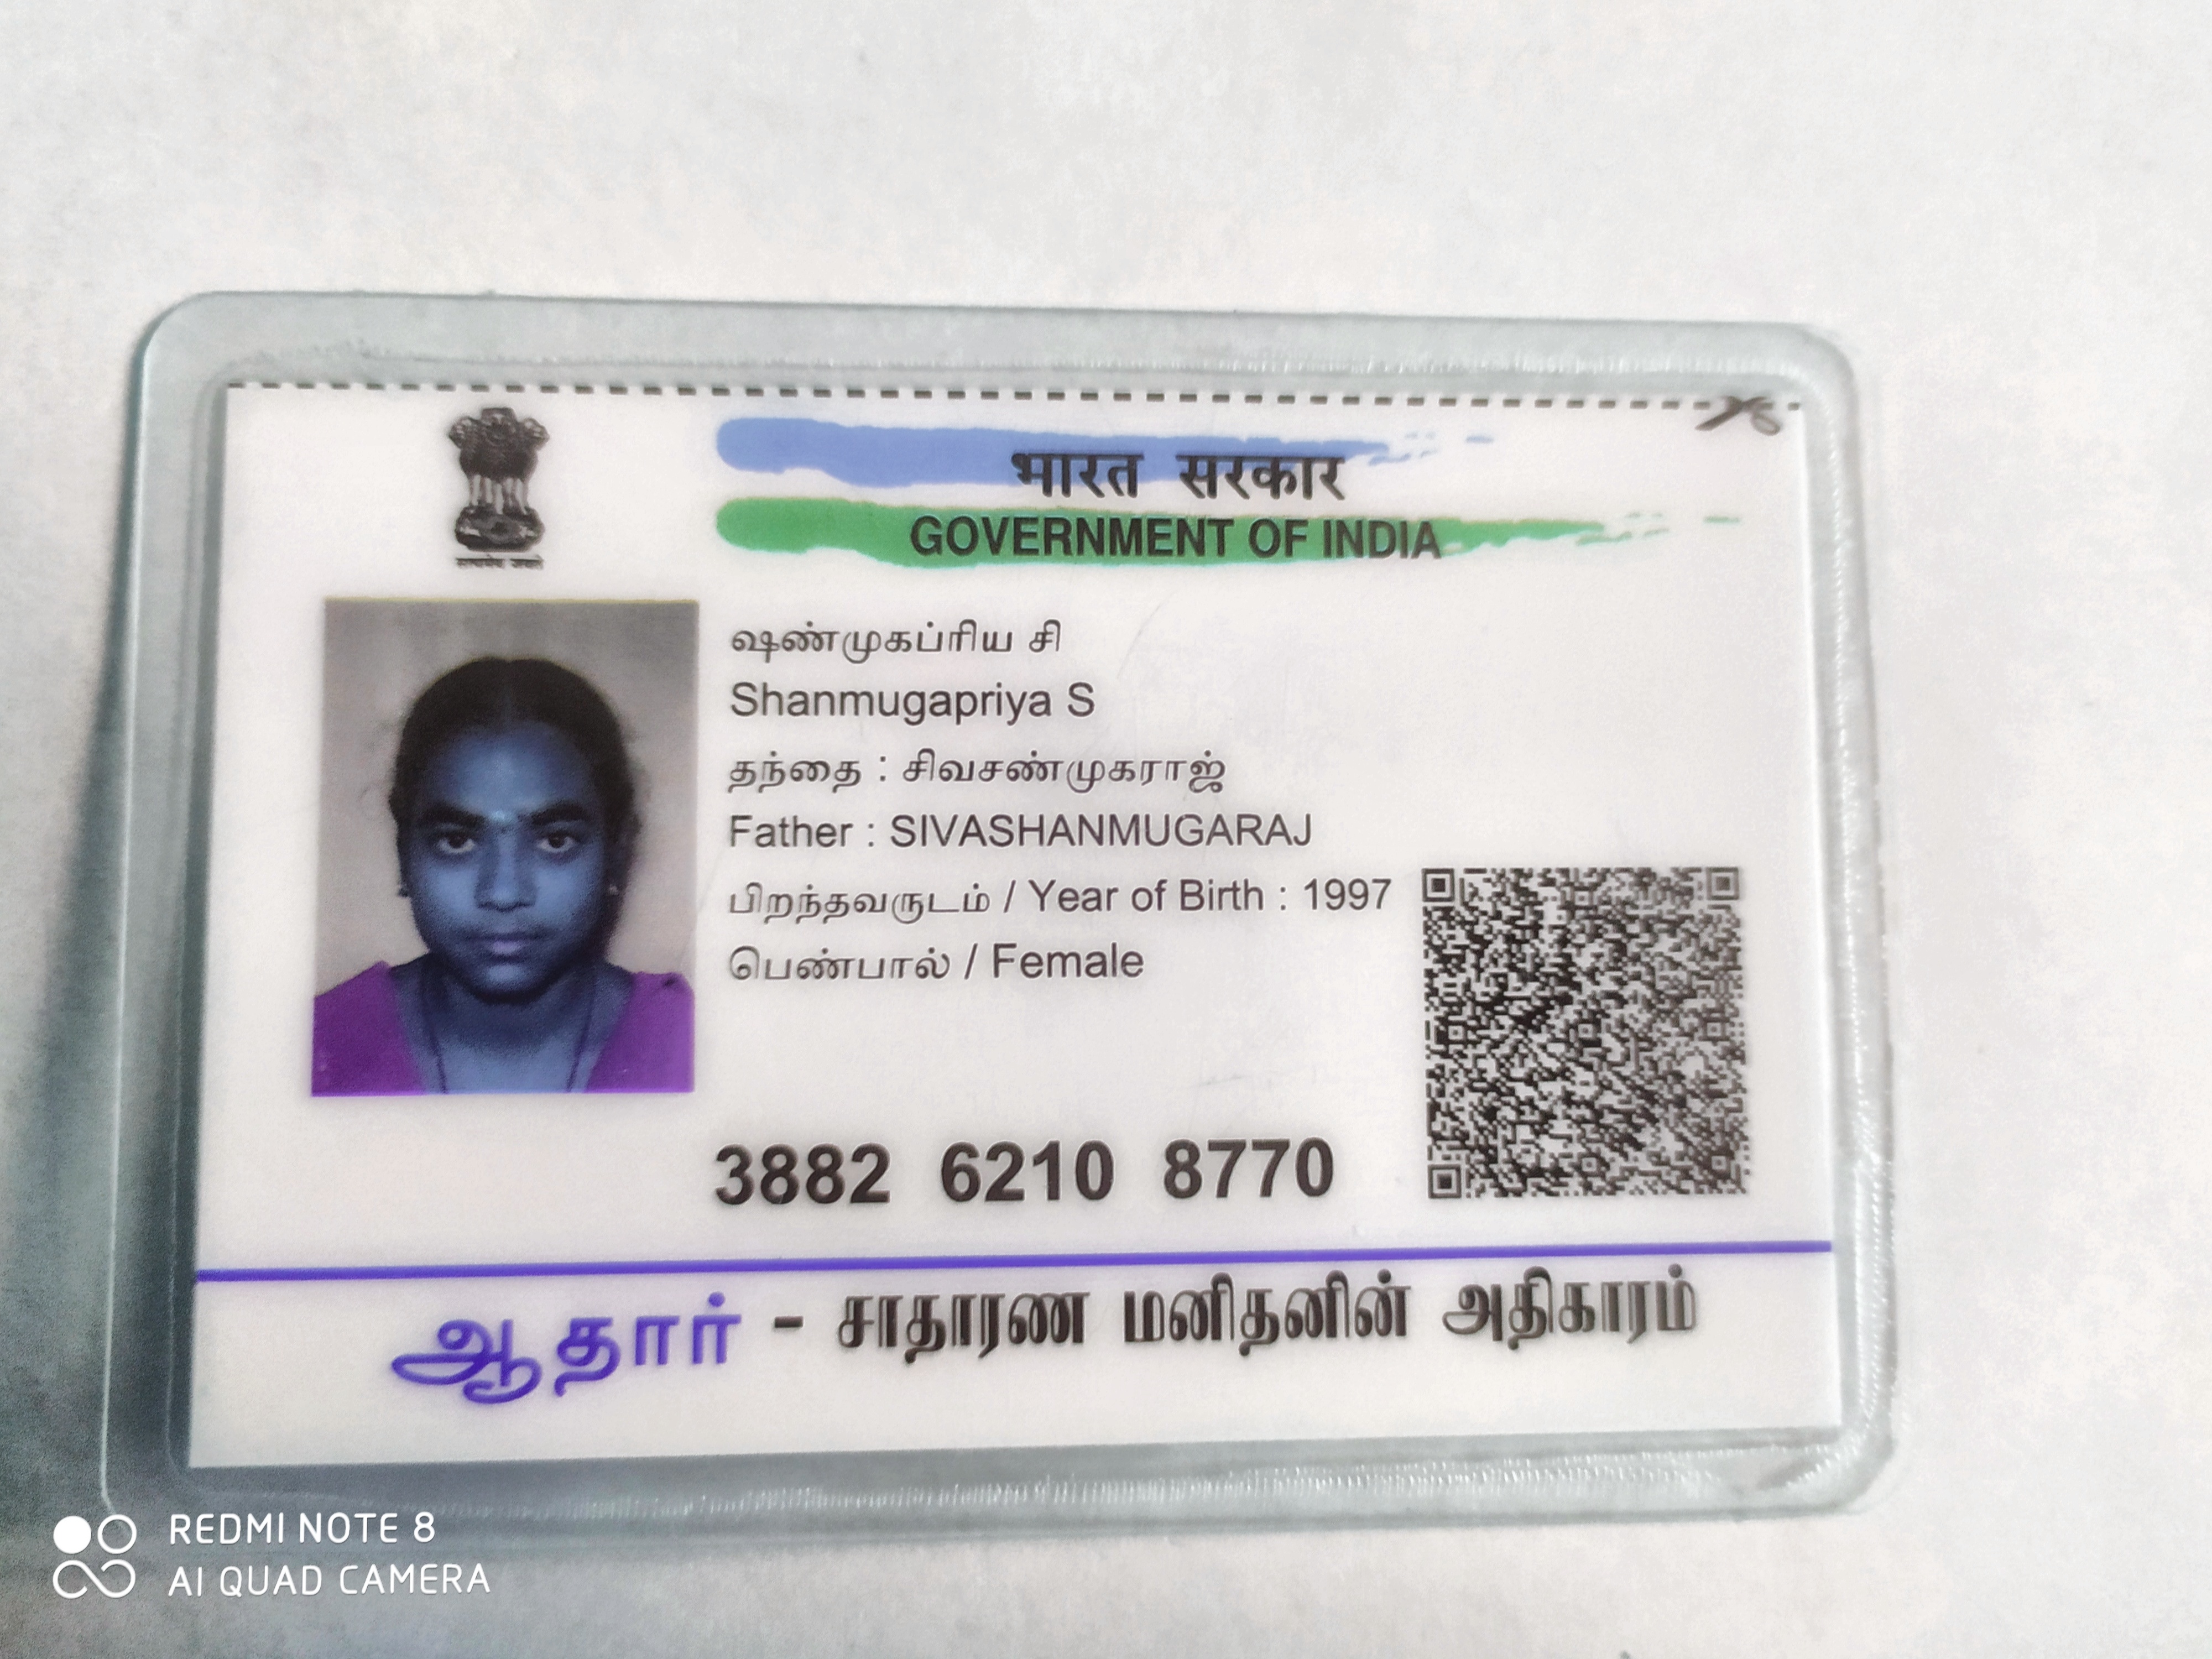 भारत सरकार
GOVERNMENT OF INDIA
सत्यमेव जयते
ஷண்முகப்ரிய சி
Shanmugapriya S
தந்தை : சிவசண்முகராஜ்
Father : SIVASHANMUGARAJ
பிறந்தவருடம் / Year of Birth : 1997
பெண்பால் / Female
3882 6210 8770
ஆதார் - சாதாரண மனிதனின் அதிகாரம்
REDMI NOTE 8
AI QUAD CAMERA